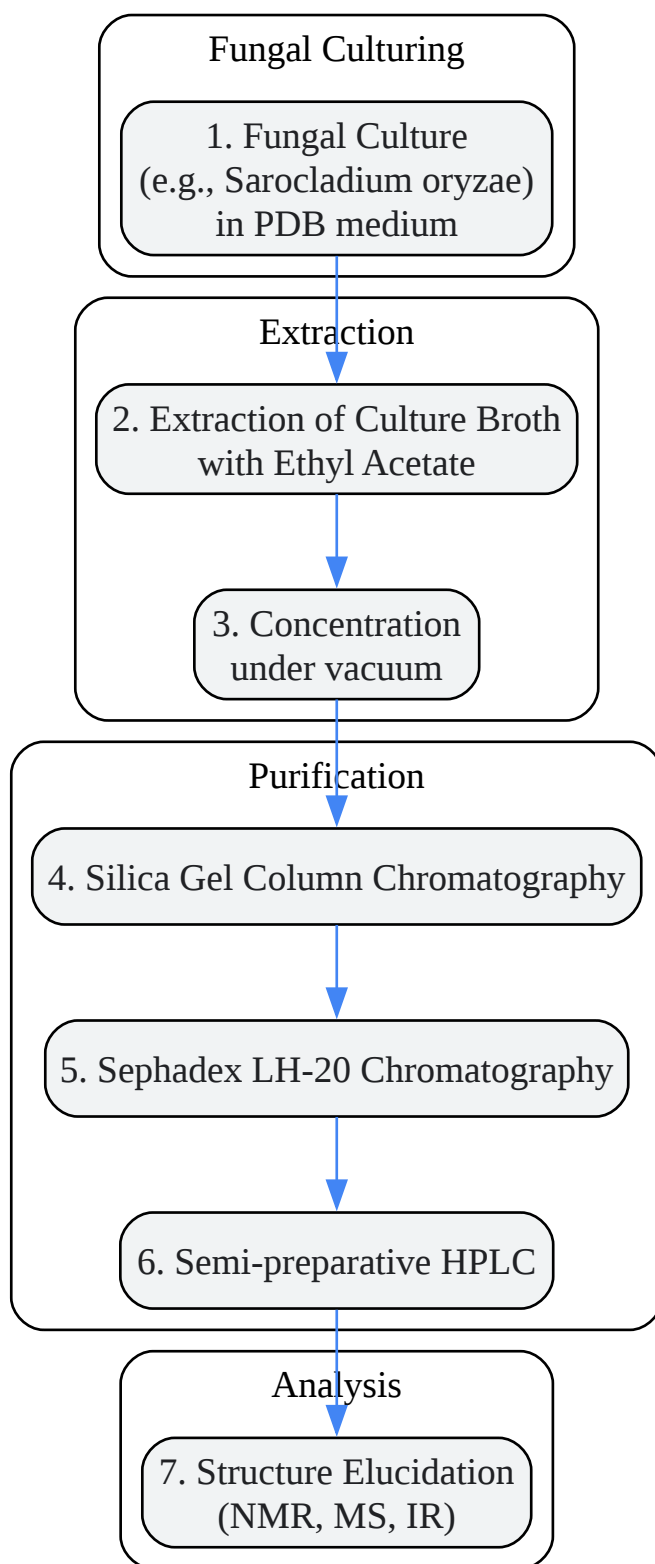 Fungal Culturing
1. Fungal Culture
(e.g., Sarocladium oryzae)
in PDB medium
Extraction
2. Extraction of Culture Broth
with Ethyl Acetate
3. Concentration
under vacuum
Purification
4. Silica Gel Column Chromatography
5. Sephadex LH-20 Chromatography
6. Semi-preparative HPLC
Analysis
7. Structure Elucidation
(NMR, MS, IR)